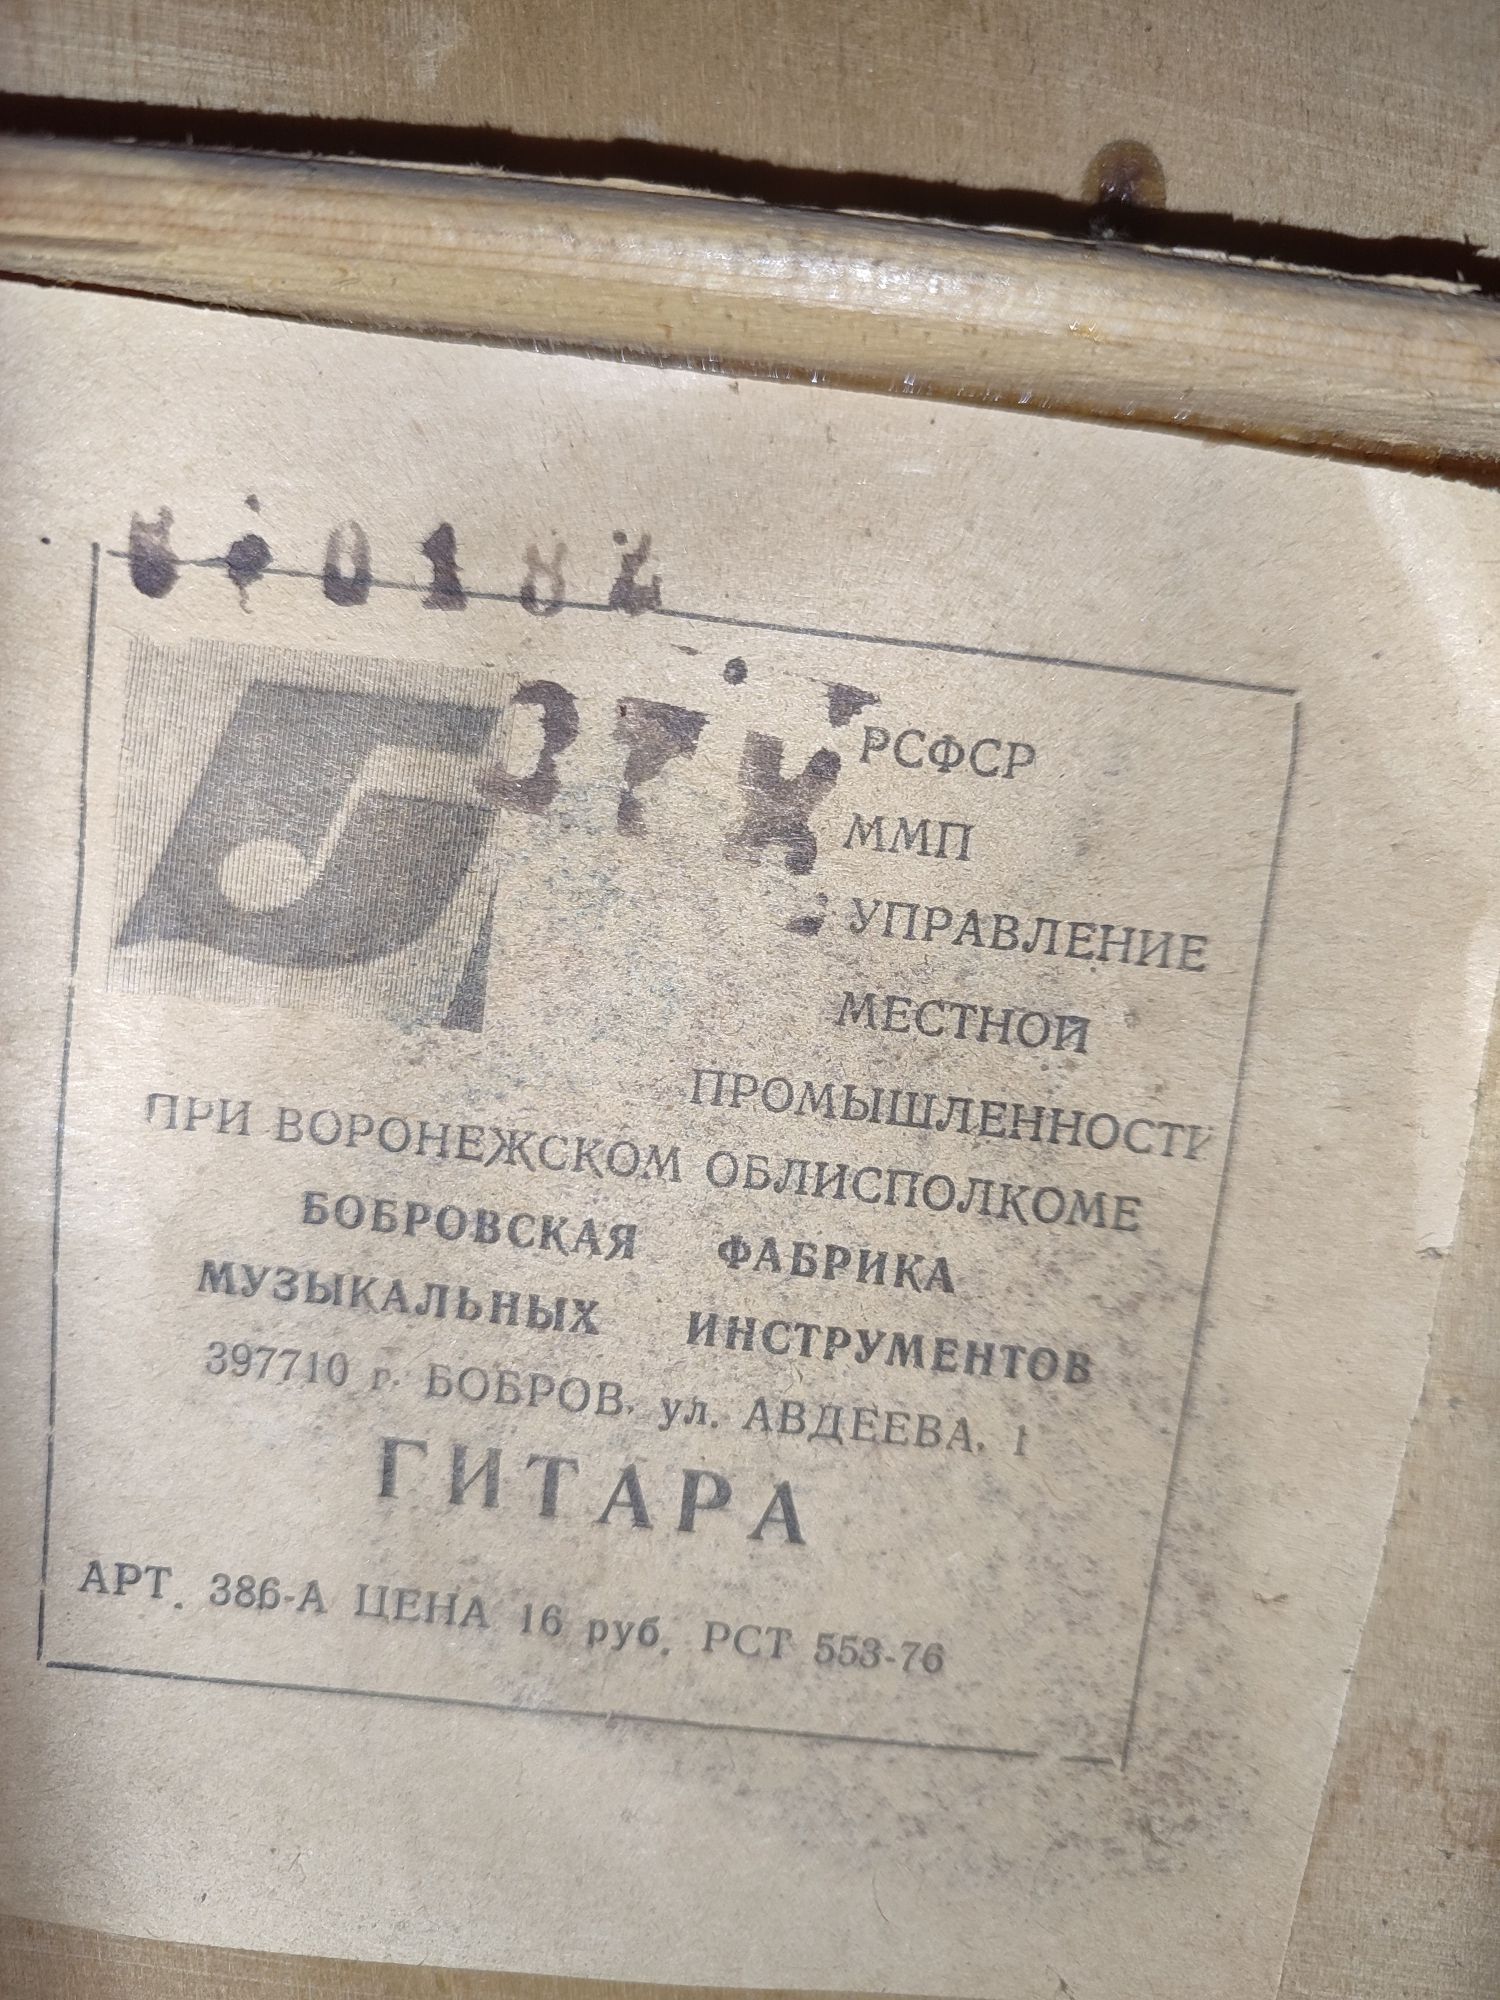 РСФСР
ММП
УПРАВЛЕНИЕ
МЕСТНОЙ
ПРОМЫШЛЕННОСТИ
ПРИ ВОРОНЕЖСКОМ ОБЛИСПОЛКОМЕ
БОБРОВСКАЯ ФАБРИКА
МУЗЫКАЛЬНЫХ ИНСТРУМЕНТОВ
397710 г. БОБРОВ, ул. АВДЕЕВА, 1
ГИТАРА
АРТ. 386-А ЦЕНА 16 руб. РСТ 553-76